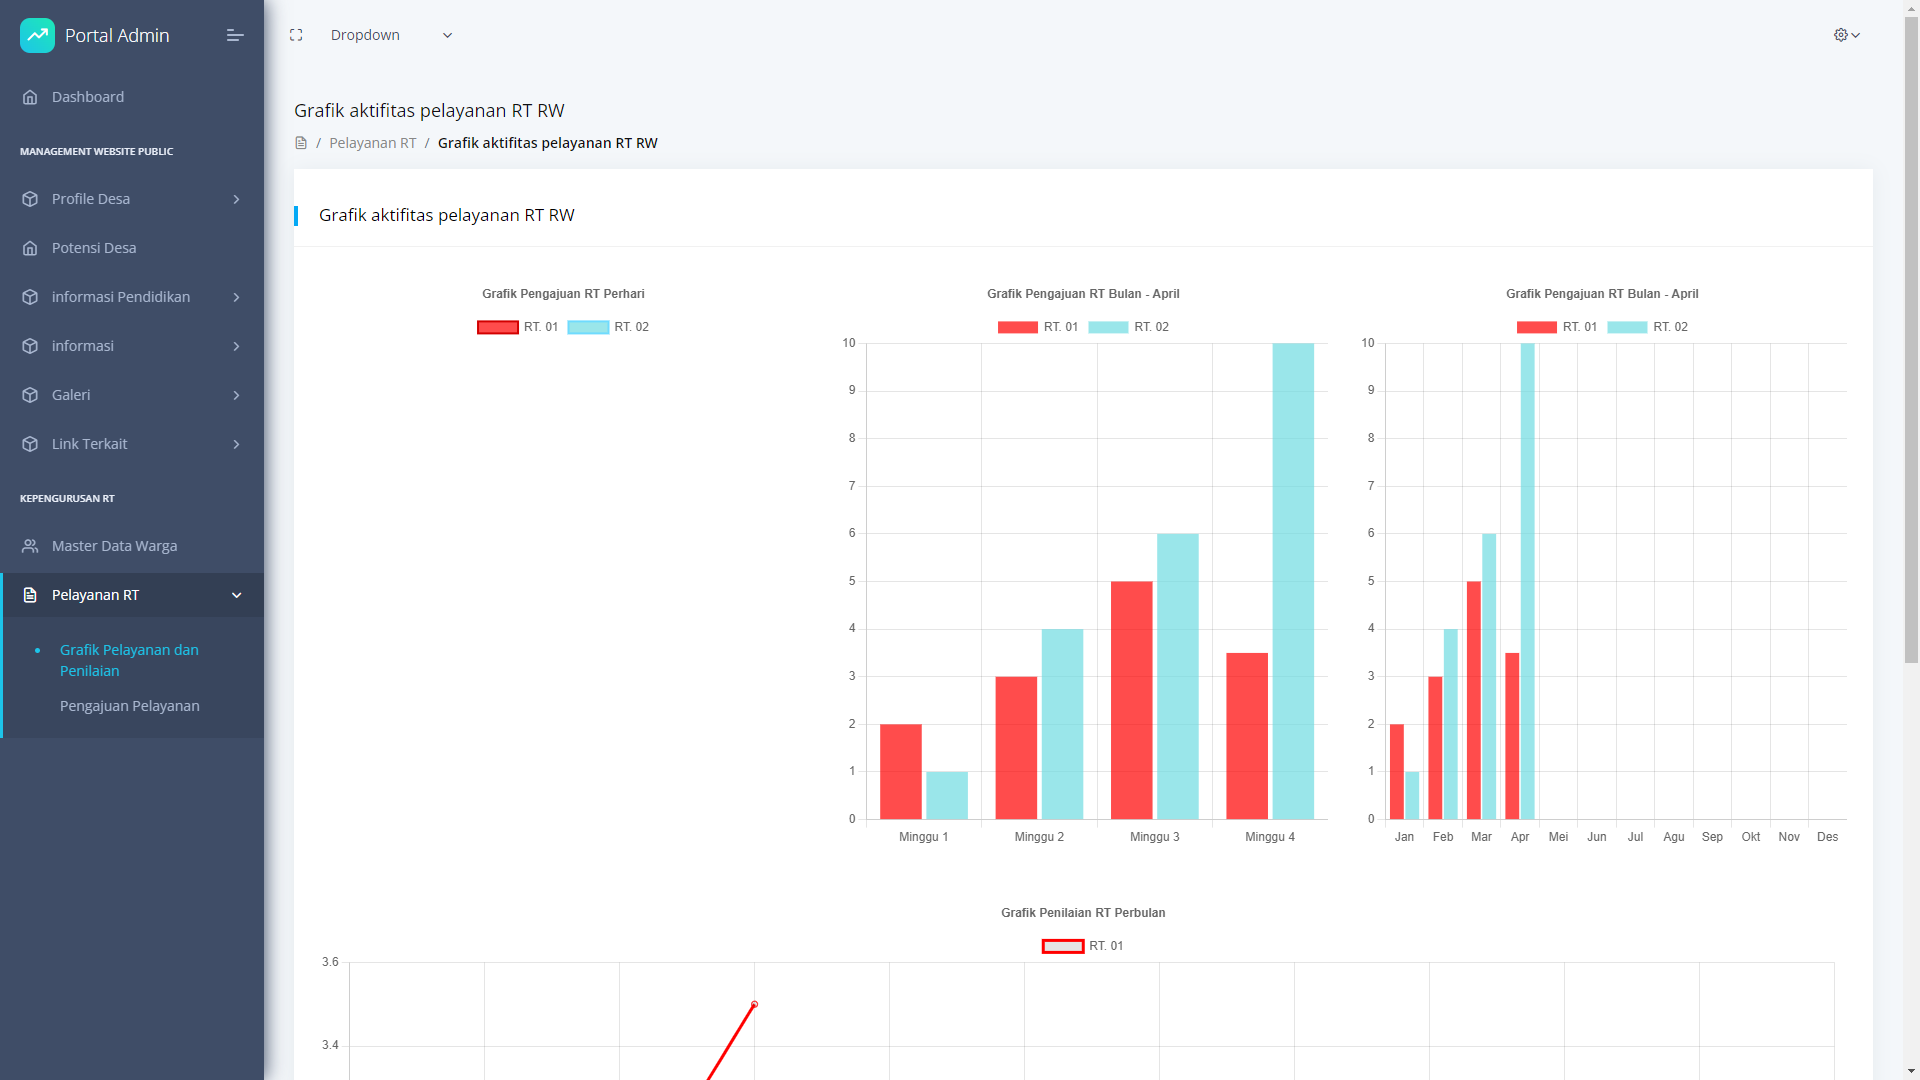 Portal Admin
Dropdown
Dashboard
MANAGEMENT WEBSITE PUBLIC
Profile Desa
Potensi Desa
informasi Pendidikan
informasi
Galeri
Link Terkait
KEPENGURUSAN RT
Master Data Warga
Pelayanan RT
Grafik Pelayanan dan
Penilaian
Pengajuan Pelayanan
Grafik aktifitas pelayanan RT RW
/ Pelayanan RT / Grafik aktifitas pelayanan RT RW
Grafik aktifitas pelayanan RT RW
Grafik Pengajuan RT Perhari
RT. 01 RT. 02
Grafik Pengajuan RT Bulan - April
RT. 01 RT. 02
10
9
8
7
6
5
4
3
2
1
0
Minggu 1 Minggu 2 Minggu 3 Minggu 4
Grafik Pengajuan RT Bulan - April
RT. 01 RT. 02
10
9
8
7
6
5
4
3
2
1
0
Jan Feb Mar Apr Mei Jun Jul Agu Sep Okt Nov Des
Grafik Penilaian RT Perbulan
RT. 01
3.6
3.4